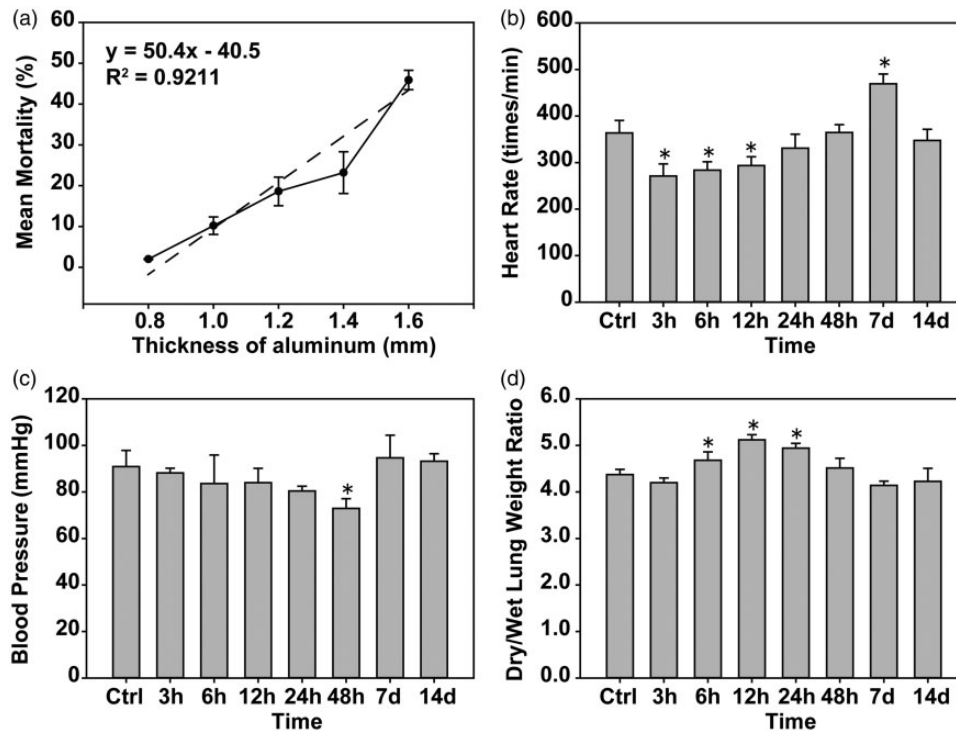 (a)
Mean Mortality (%)
60
50
40
30
20
10
0
y = 50.4x - 40.5
R² = 0.9211
0.8 1.0 1.2 1.4 1.6
Thickness of aluminum (mm)
(b)
Heart Rate (times/min)
600
500
400
300
200
100
0
*
*
*
*
Ctrl 3h 6h 12h 24h 48h 7d 14d
Time
(c)
Blood Pressure (mmHg)
120
100
80
60
40
20
0
*
Ctrl 3h 6h 12h 24h 48h 7d 14d
Time
(d)
Dry/Wet Lung Weight Ratio
6.0
5.0
4.0
3.0
2.0
1.0
0.0
*
*
*
Ctrl 3h 6h 12h 24h 48h 7d 14d
Time